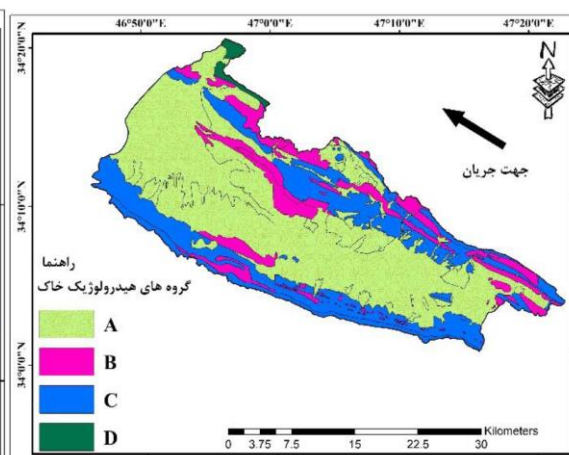 46°50'0"E 47°0'0"E 47°10'0"E 47°20'0"E
34°20'0"N
N
جهت جریان
34°10'0"N
راهنما
گروه های هیدرولوژیک خاک
A
B
34°0'0"N
C
D
Kilometers
0 3.75 7.5 15 22.5 30